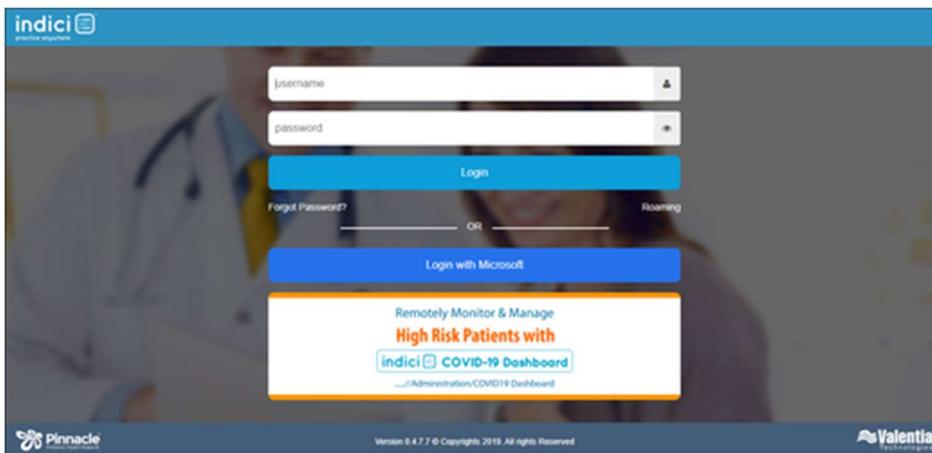 indici
practice anywhere
username
password
Login
Forgot Password?
Roaming
OR
Login with Microsoft
Remotely Monitor & Manage
High Risk Patients with
indici COVID-19 Dashboard
...//Administration/COVID19 Dashboard
Pinnacle
Version 0.4.7.7 © Copyrights 2019. All rights Reserved
Valentia
Technologies